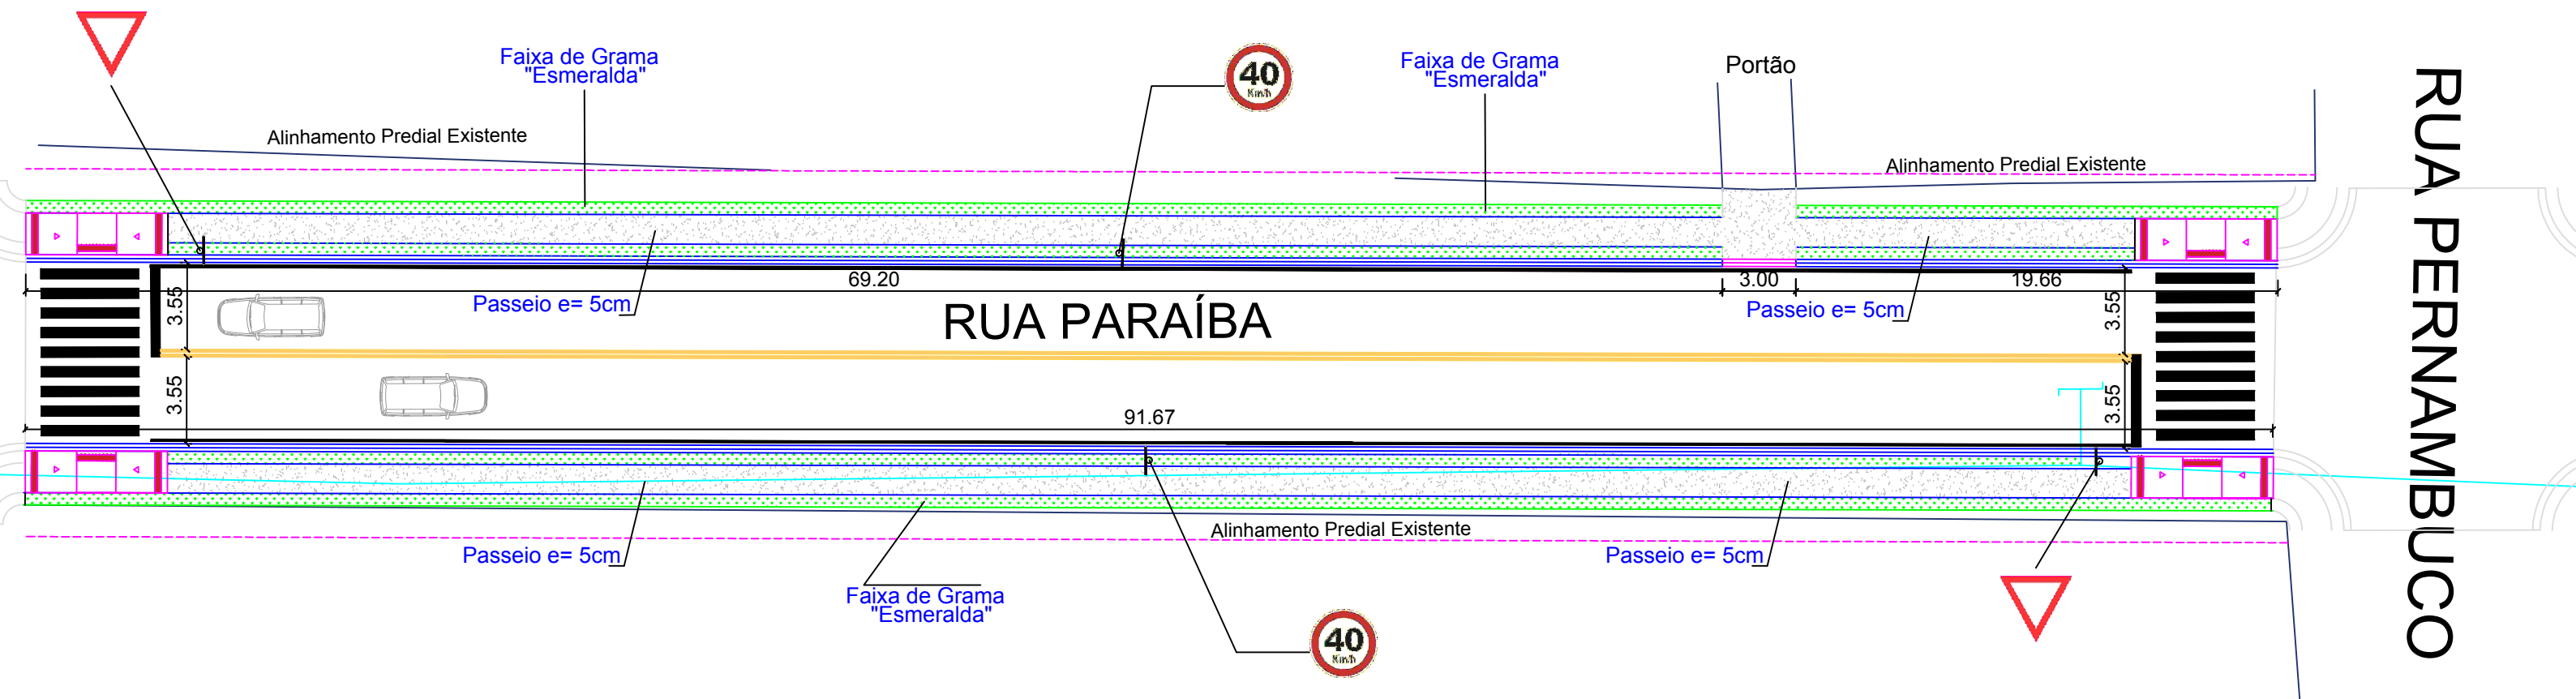 Faixa de Grama
"Esmeralda"
40
Km/h
Faixa de Grama
"Esmeralda"
Portão
Alinhamento Predial Existente
Alinhamento Predial Existente
69.20
3.00
19.66
Passeio e= 5cm
Passeio e= 5cm
3.55
3.55
RUA PARAÍBA
RUA PERNAMBUCO
3.55
3.55
91.67
Alinhamento Predial Existente
Passeio e= 5cm
Passeio e= 5cm
Faixa de Grama
"Esmeralda"
40
Km/h